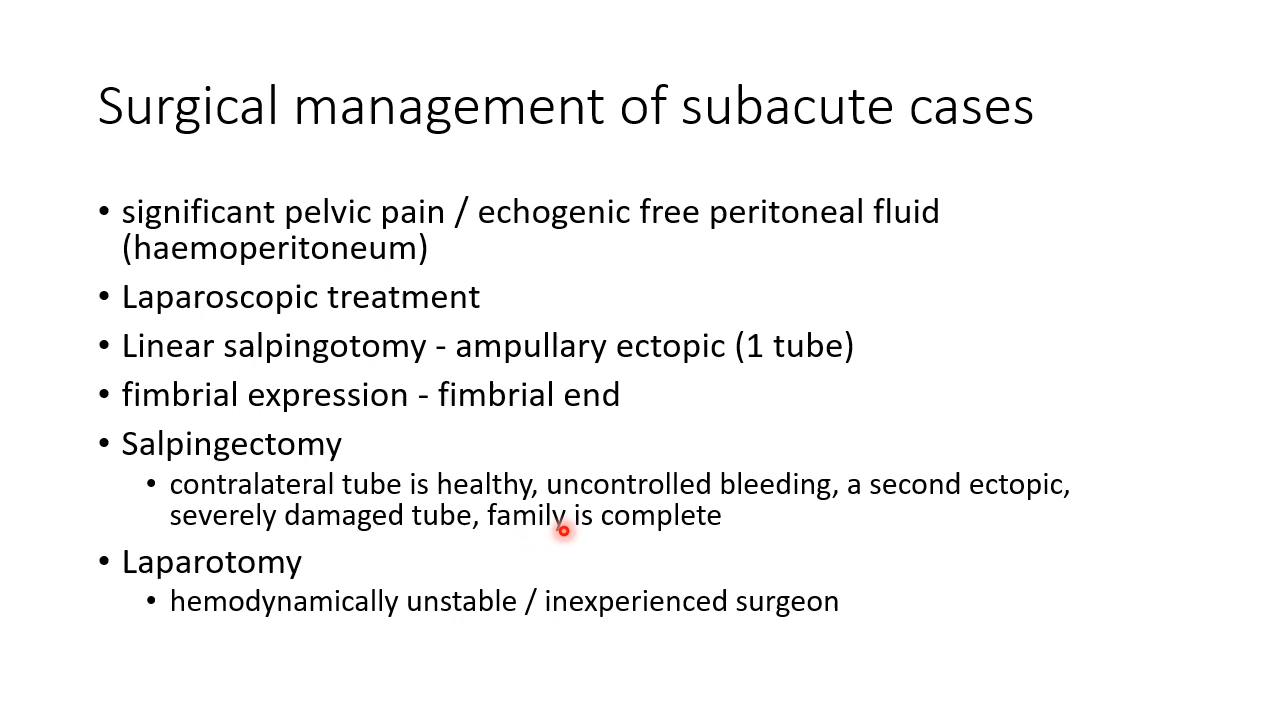 Surgical management of subacute cases
• significant pelvic pain / echogenic free peritoneal fluid
(haemoperitoneum)
• Laparoscopic treatment
• Linear salpingotomy - ampullary ectopic (1 tube)
• fimbrial expression - fimbrial end
• Salpingectomy
• contralateral tube is healthy, uncontrolled bleeding, a second ectopic,
severely damaged tube, family is complete
• Laparotomy
• hemodynamically unstable / inexperienced surgeon